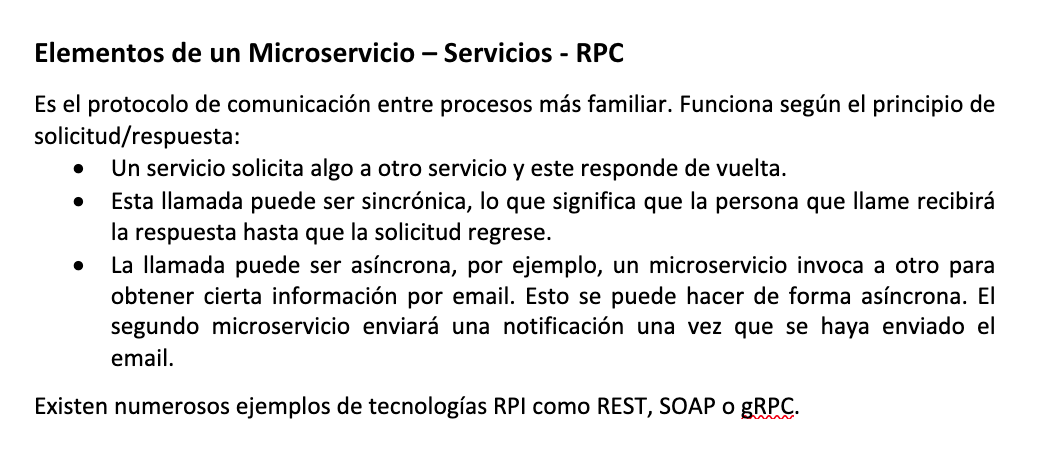 Elementos de un Microservicio – Servicios - RPC
Es el protocolo de comunicación entre procesos más familiar. Funciona según el principio de
solicitud/respuesta:
• Un servicio solicita algo a otro servicio y este responde de vuelta.
• Esta llamada puede ser sincrónica, lo que significa que la persona que llame recibirá
la respuesta hasta que la solicitud regrese.
• La llamada puede ser asíncrona, por ejemplo, un microservicio invoca a otro para
obtener cierta información por email. Esto se puede hacer de forma asíncrona. El
segundo microservicio enviará una notificación una vez que se haya enviado el
email.
Existen numerosos ejemplos de tecnologías RPI como REST, SOAP o gRPC.